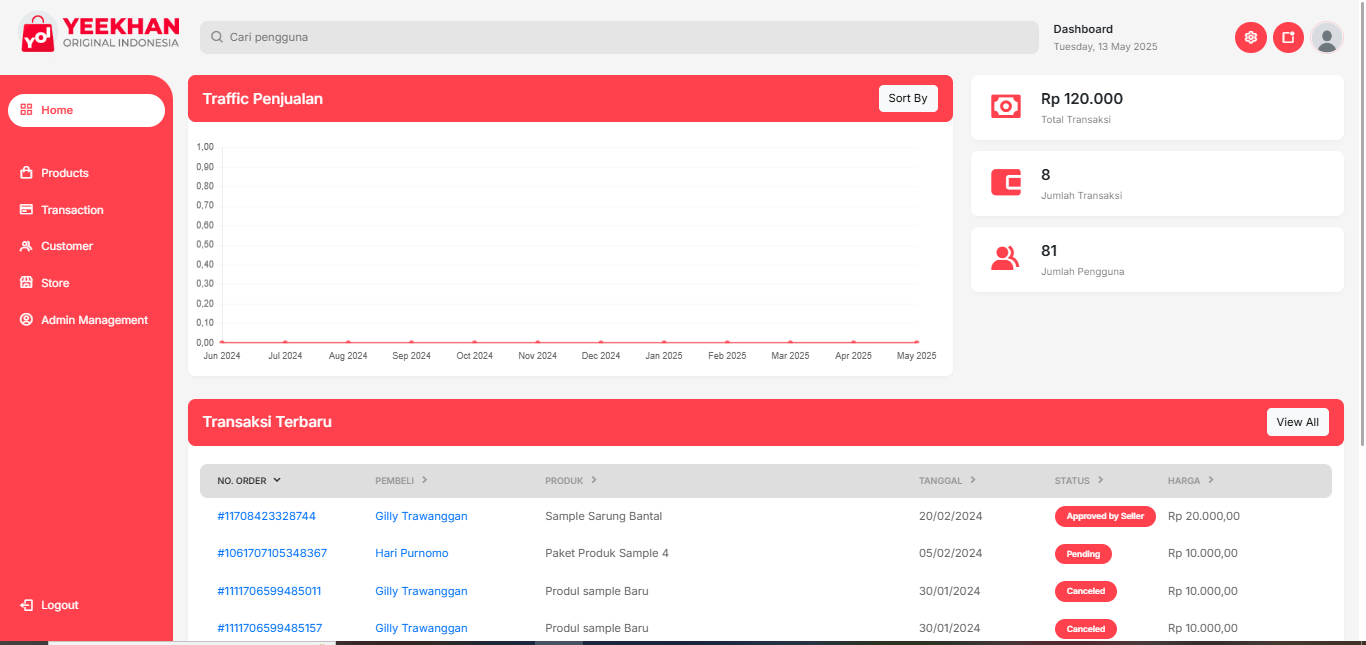 yoi
YEEKHAN
ORIGINAL INDONESIA
Cari pengguna
Dashboard
Tuesday, 13 May 2025
Home
Products
Transaction
Customer
Store
Admin Management
Logout
Traffic Penjualan
Sort By
1,00
0,90
0,80
0,70
0,60
0,50
0,40
0,30
0,20
0,10
0,00
Jun 2024 Jul 2024 Aug 2024 Sep 2024 Oct 2024 Nov 2024 Dec 2024 Jan 2025 Feb 2025 Mar 2025 Apr 2025 May 2025
Rp 120.000
Total Transaksi
8
Jumlah Transaksi
81
Jumlah Pengguna
Transaksi Terbaru
View All
NO. ORDER PEMBELI PRODUK TANGGAL STATUS HARGA
#11708423328744 Gilly Trawanggan Sample Sarung Bantal 20/02/2024 Approved by Seller Rp 20.000,00
#1061707105348367 Hari Purnomo Paket Produk Sample 4 05/02/2024 Pending Rp 10.000,00
#1111706599485011 Gilly Trawanggan Produl sample Baru 30/01/2024 Canceled Rp 10.000,00
#1111706599485157 Gilly Trawanggan Produl sample Baru 30/01/2024 Canceled Rp 10.000,00